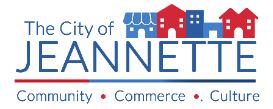 The City of
JEANNETTE
Community • Commerce • Culture